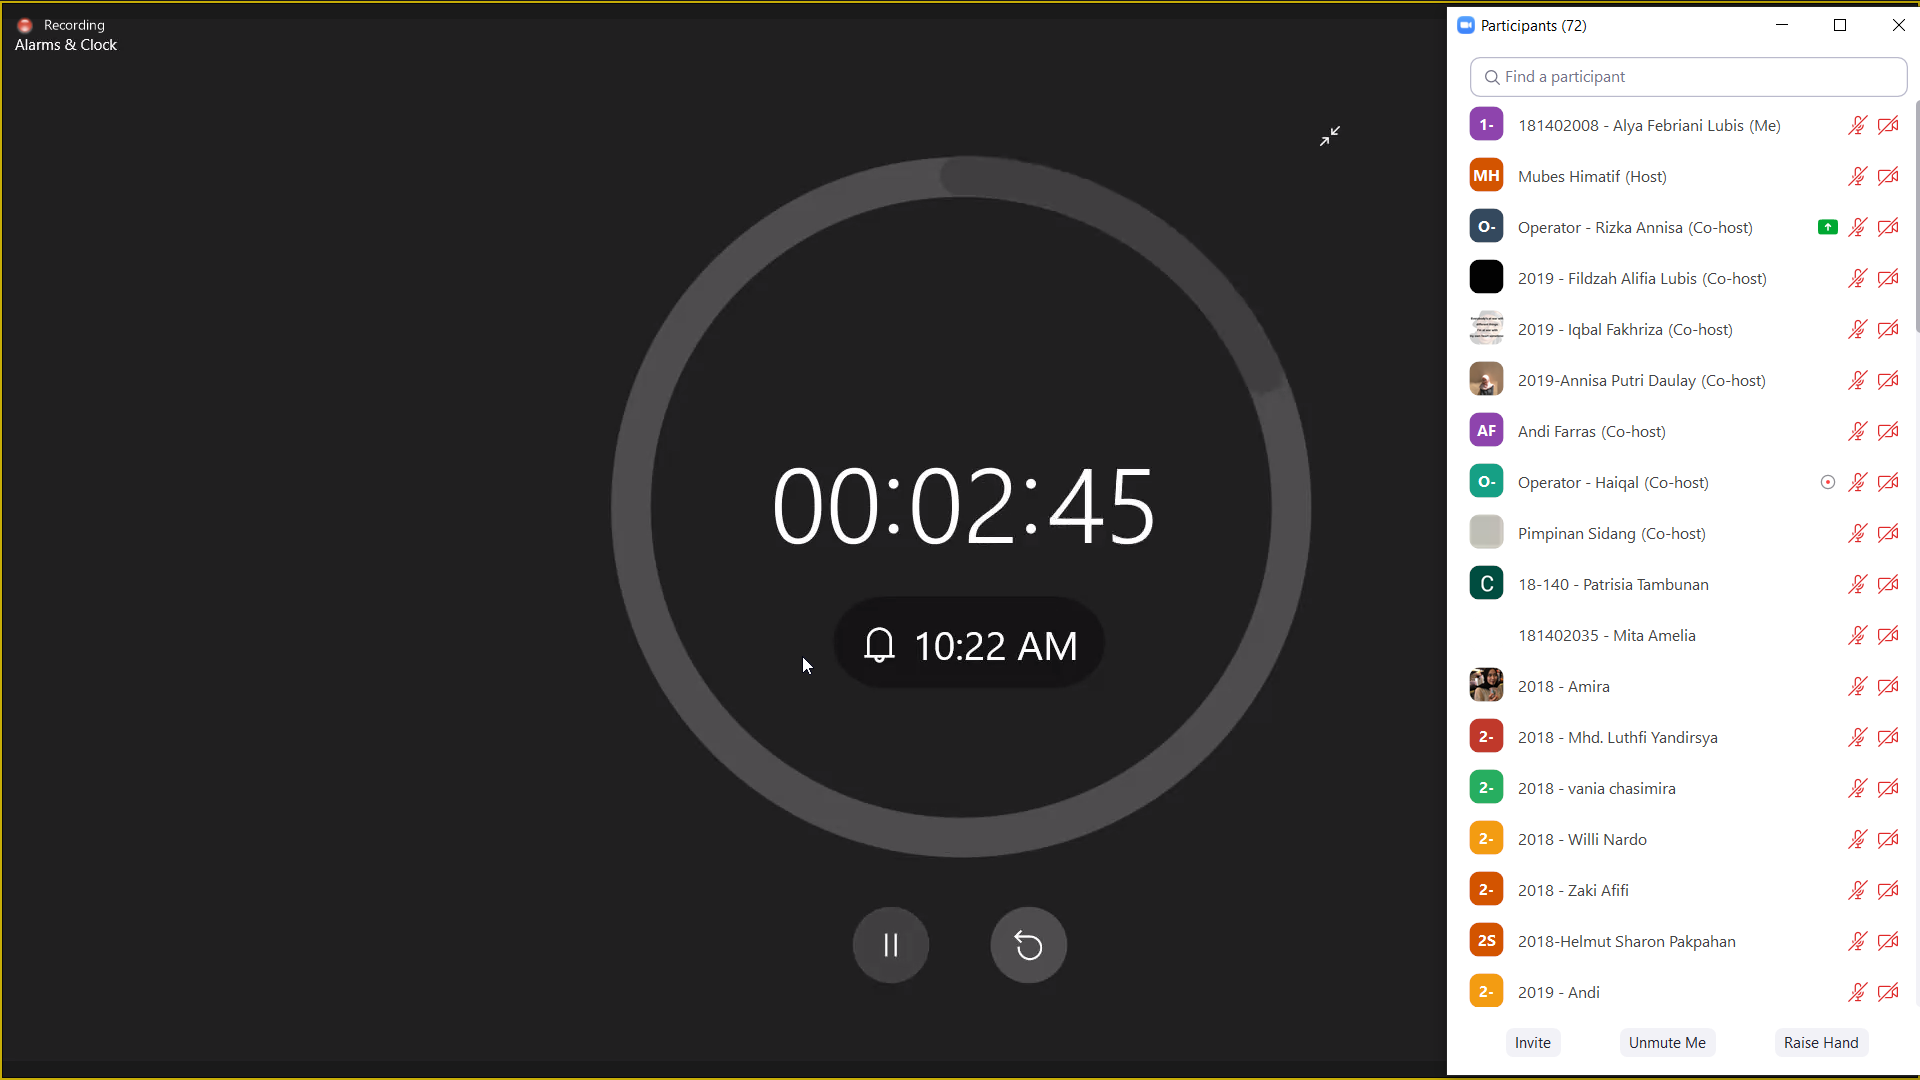 Recording
Alarms & Clock
00:02:45
10:22 AM
Participants (72)
Find a participant
1-
181402008 - Alya Febriani Lubis (Me)
MH
Mubes Himatif (Host)
O-
Operator - Rizka Annisa (Co-host)
2019 - Fildzah Alifia Lubis (Co-host)
2019 - Iqbal Fakhriza (Co-host)
2019-Annisa Putri Daulay (Co-host)
AF
Andi Farras (Co-host)
O-
Operator - Haiqal (Co-host)
Pimpinan Sidang (Co-host)
C
18-140 - Patrisia Tambunan
181402035 - Mita Amelia
2018 - Amira
2-
2018 - Mhd. Luthfi Yandirsya
2-
2018 - vania chasimira
2-
2018 - Willi Nardo
2-
2018 - Zaki Afifi
2S
2018-Helmut Sharon Pakpahan
2-
2019 - Andi
Invite
Unmute Me
Raise Hand